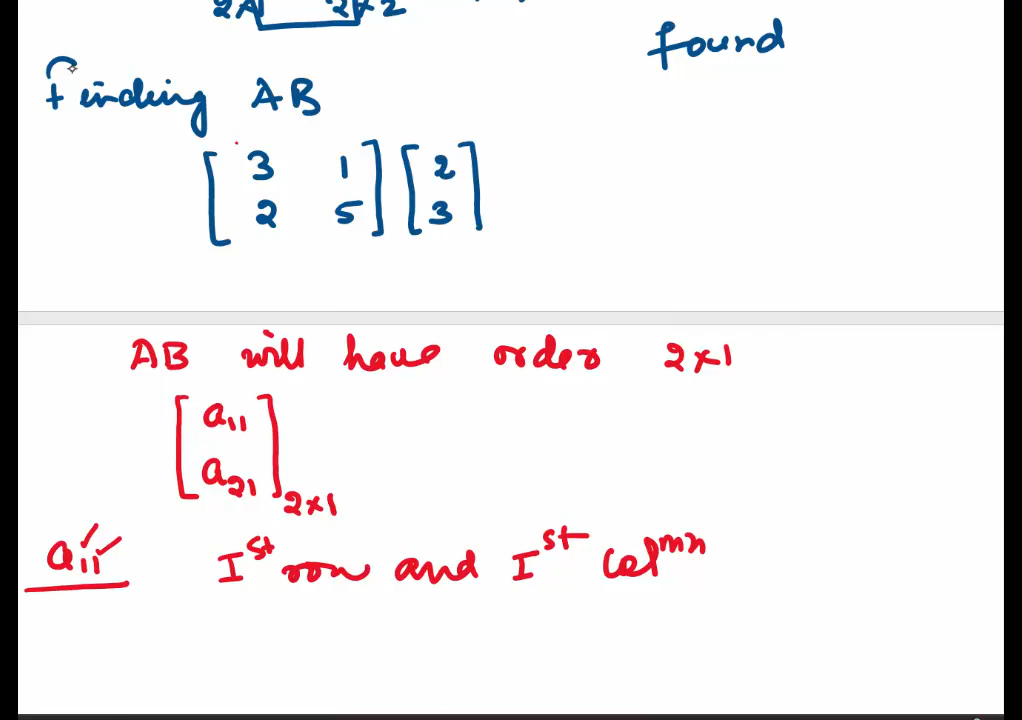 found
Finding AB
[ 3 1 ] [ 2 ]
[ 2 5 ] [ 3 ]
AB will have order 2×1
[ a11 ]
[ a21 ] 2×1
a11 Ist row and Ist colmn